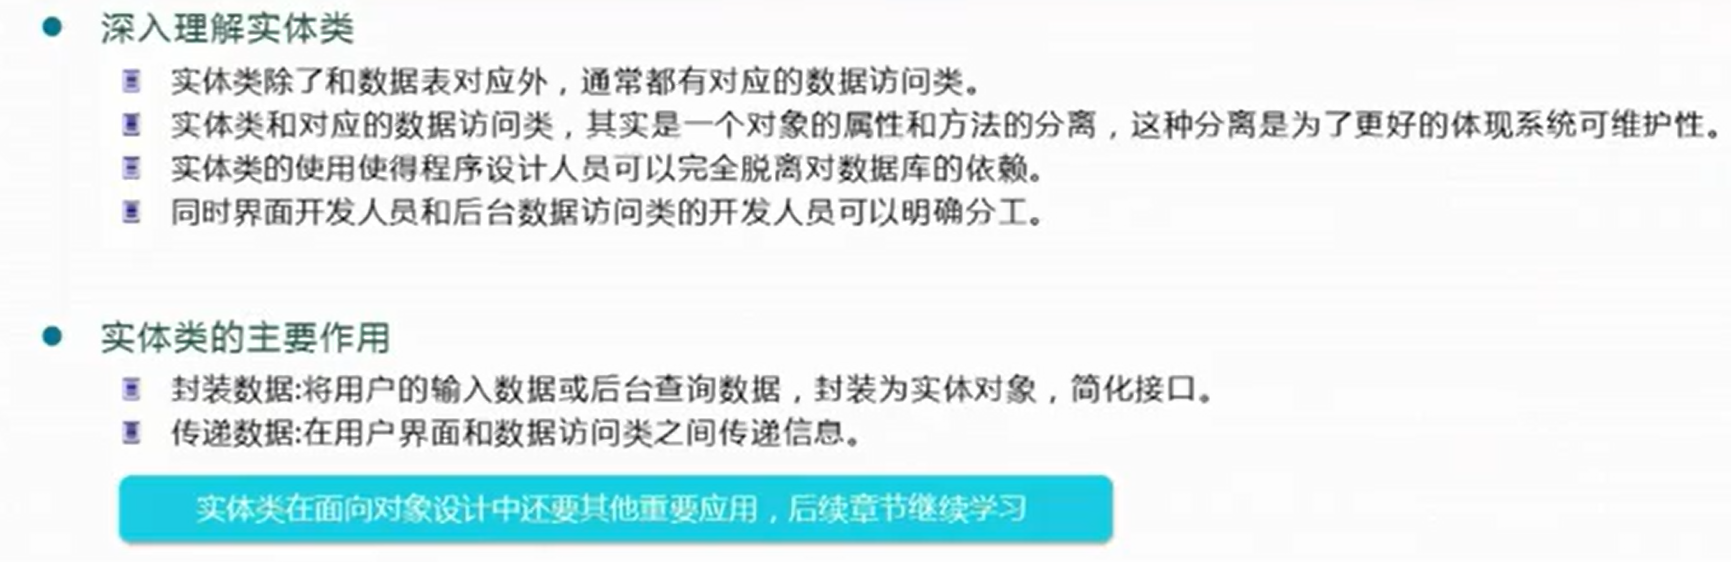 深入理解实体类
实体类除了和数据表对应外，通常都有对应的数据访问类。
实体类和对应的数据访问类，其实是一个对象的属性和方法的分离，这种分离是为了更好的体现系统可维护性。
实体类的使用使得程序设计人员可以完全脱离对数据库的依赖。
同时界面开发人员和后台数据访问类的开发人员可以明确分工。
实体类的主要作用
封装数据:将用户的输入数据或后台查询数据，封装为实体对象，简化接口。
传递数据:在用户界面和数据访问类之间传递信息。
实体类在面向对象设计中还要其他重要应用，后续章节继续学习